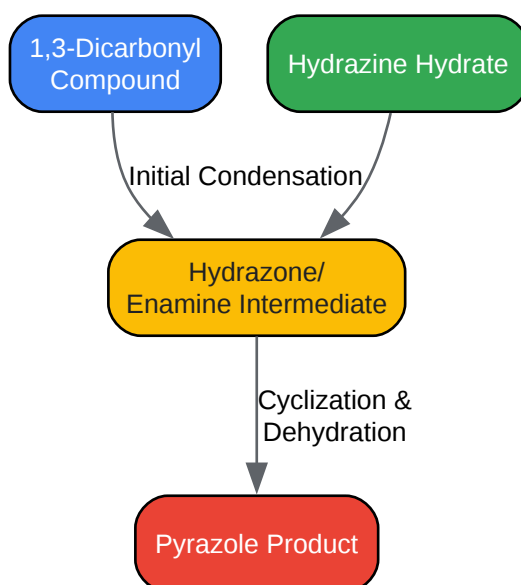 1,3-Dicarbonyl
Compound
Hydrazine Hydrate
Initial Condensation
Hydrazone/
Enamine Intermediate
Cyclization &
Dehydration
Pyrazole Product